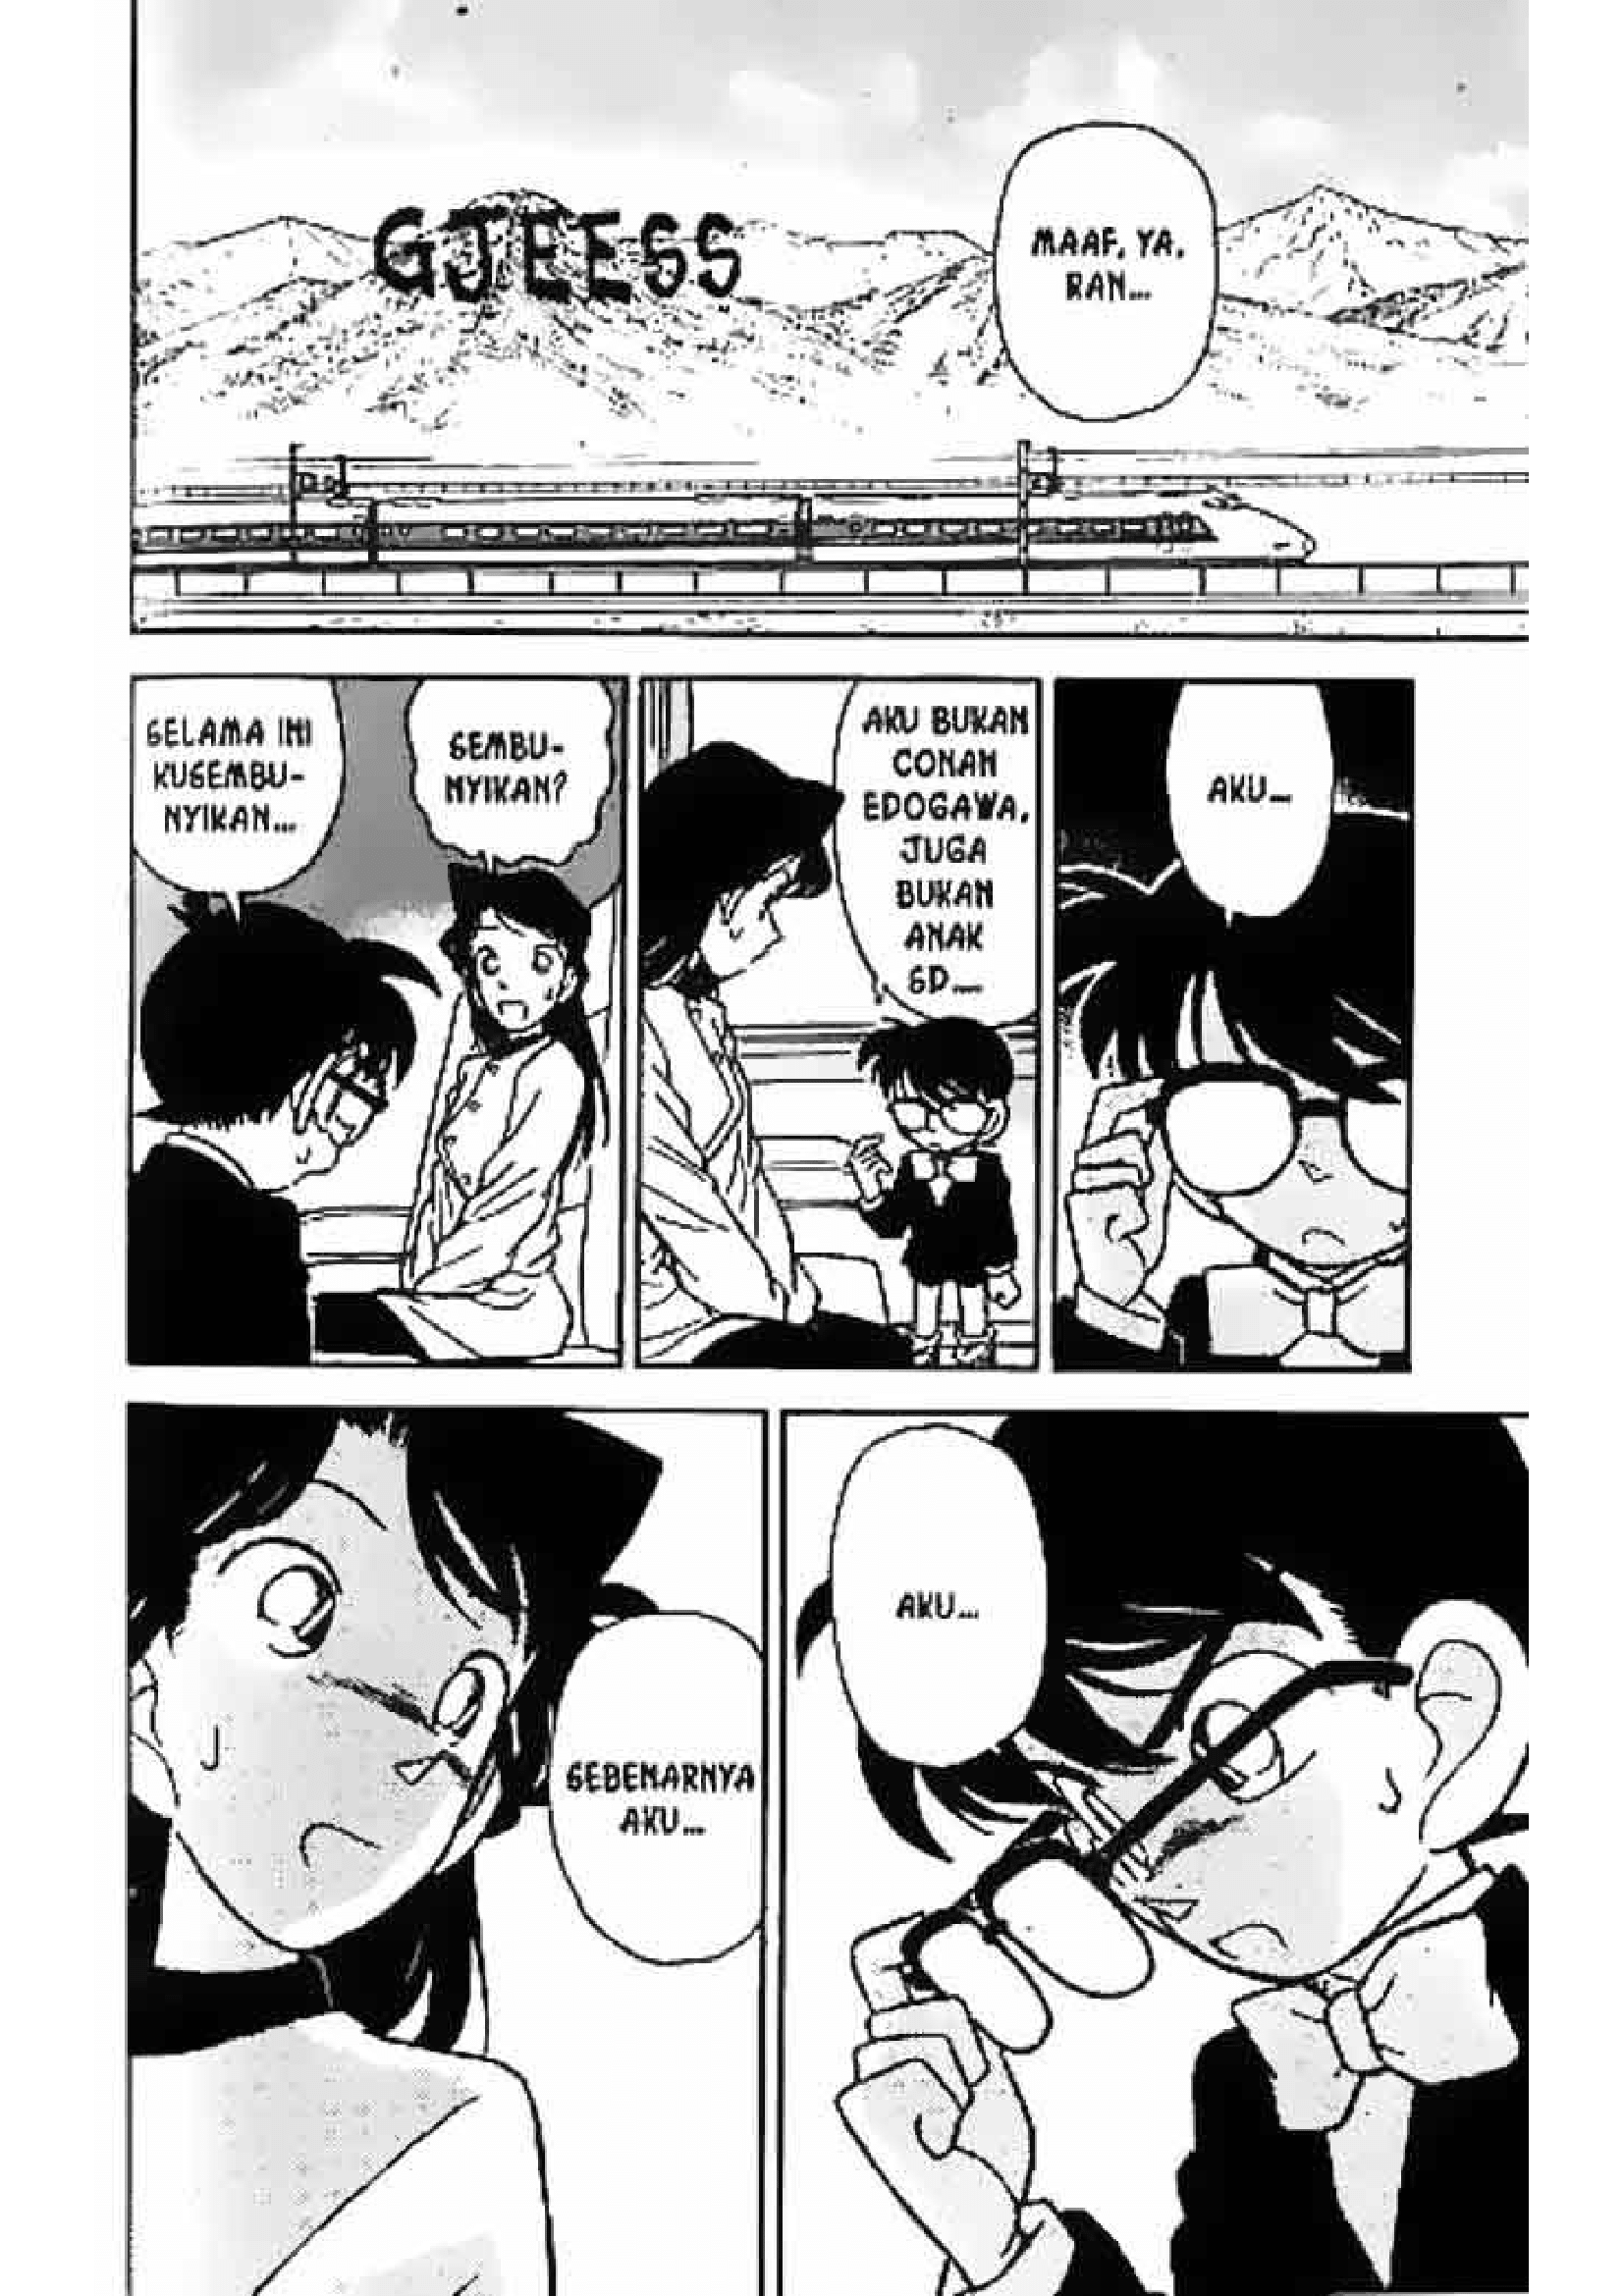 GJEESS
MAAF, YA,
RAN...
SELAMA INI
KUSEMBU-
NYIKAN...
SEMBU-
NYIKAN?
AKU BUKAN
CONAN
EDOGAWA,
JUGA
BUKAN
ANAK
SD....
AKU...
SEBENARNYA
AKU...
AKU...